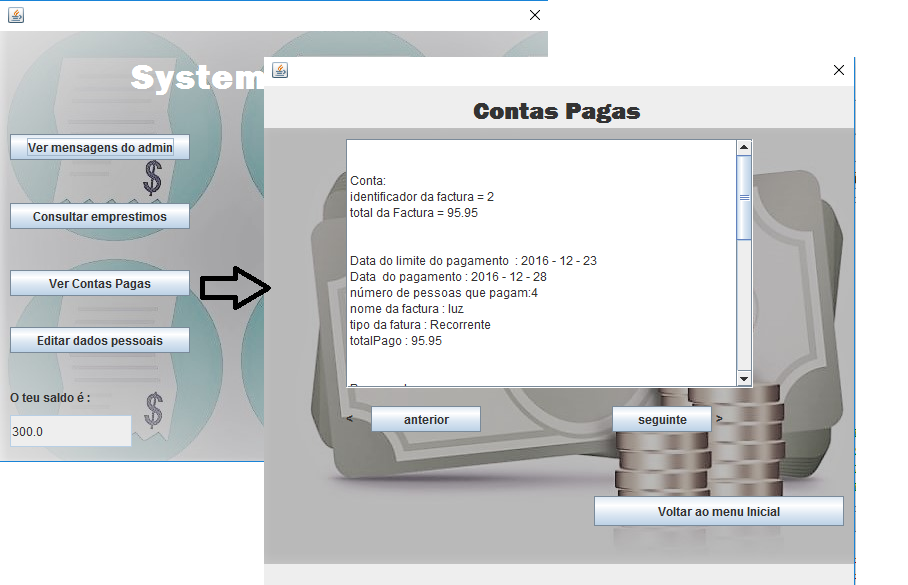 System
Ver mensagens do admin
Consultar emprestimos
Ver Contas Pagas
Editar dados pessoais
O teu saldo é :
300.0
Contas Pagas
Conta:
identificador da factura = 2
total da Factura = 95.95
Data do limite do pagamento  : 2016 - 12 - 23
Data  do pagamento : 2016 - 12 - 28
número de pessoas que pagam:4
nome da factura : luz
tipo da fatura : Recorrente
totalPago : 95.95
< anterior
seguinte >
Voltar ao menu Inicial